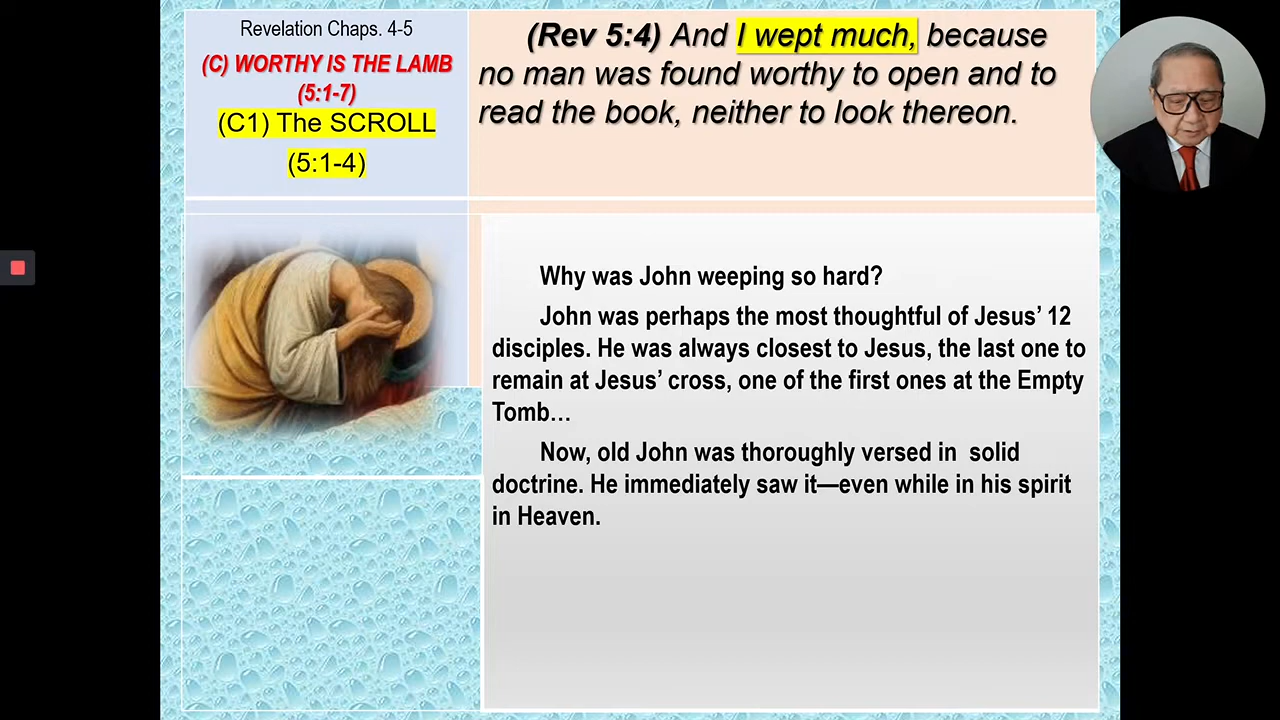 Revelation Chaps. 4-5
(C) WORTHY IS THE LAMB
(5:1-7)
(C1) The SCROLL
(5:1-4)
(Rev 5:4) And I wept much, because
no man was found worthy to open and to
read the book, neither to look thereon.
Why was John weeping so hard?
John was perhaps the most thoughtful of Jesus’ 12
disciples. He was always closest to Jesus, the last one to
remain at Jesus’ cross, one of the first ones at the Empty
Tomb…
Now, old John was thoroughly versed in  solid
doctrine. He immediately saw it—even while in his spirit
in Heaven.